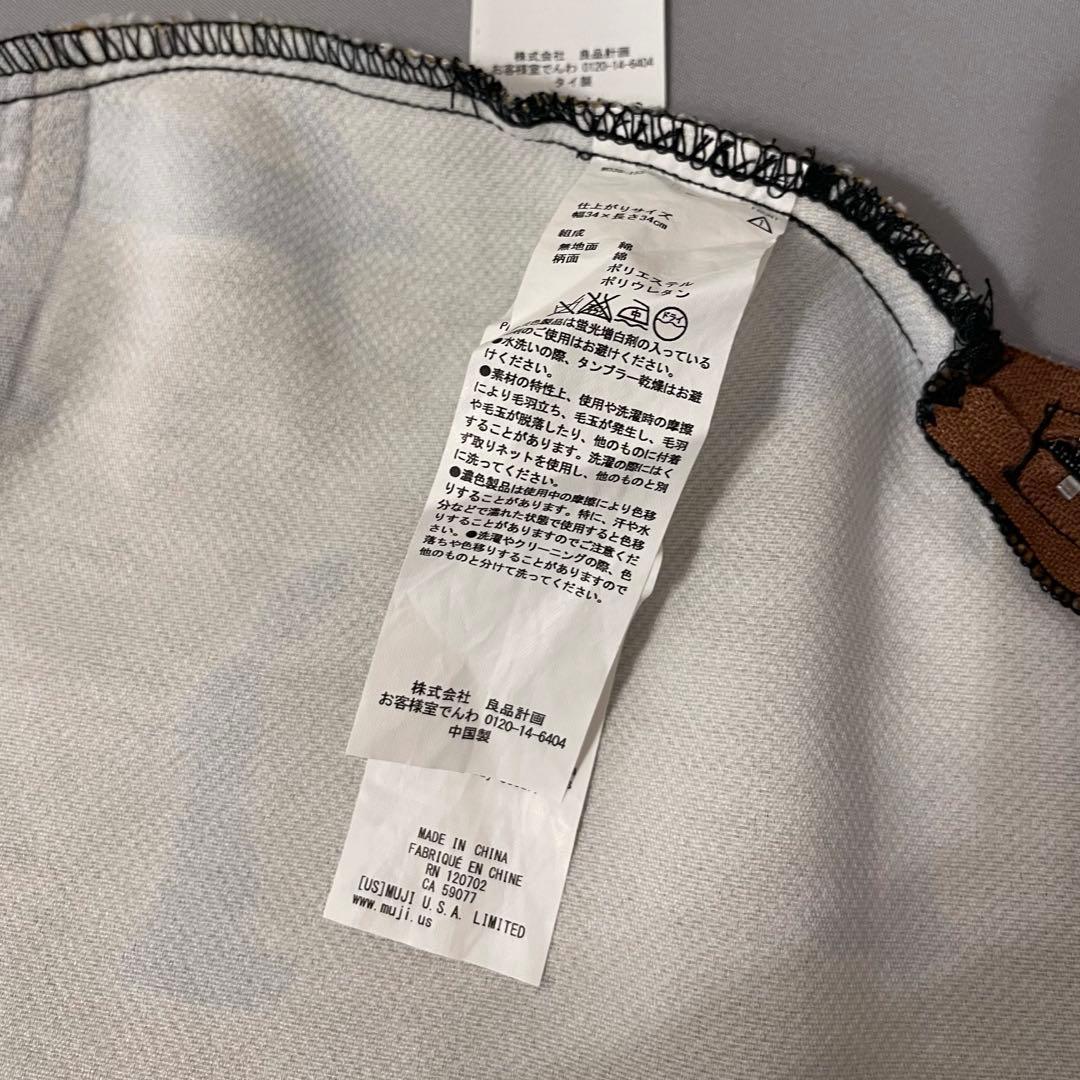 株式会社 良品計画
お客様室でんわ 0120-14-6404
タイ製
仕上がりサイズ
幅34×長さ34cm
組成
無地面 綿
柄面 綿
ポリエステル
ポリウレタン
中 ドライ
製品は蛍光増白剤の入っている
のご使用はお避けください。
●水洗いの際、タンブラー乾燥はお避
けください。
●素材の特性上、使用や洗濯時の摩擦
により毛羽立ち、毛玉が発生し、毛羽
や毛玉が脱落したり、他のものに付着
することがあります。洗濯の際にはく
ず取りネットを使用し、他のものと別
に洗ってください。
●濃色製品は使用中の摩擦により色移
りすることがあります。特に、汗や水
分などで濡れた状態で使用すると色移
りすることがありますのでご注意くだ
さい。●洗濯やクリーニングの際、色
落ちや色移りすることがありますので
他のものと分けて洗ってください。
株式会社 良品計画
お客様室でんわ 0120-14-6404
中国製
MADE IN CHINA
FABRIQUÉ EN CHINE
RN 120702
CA 59077
[US]MUJI U.S.A. LIMITED
www.muji.us